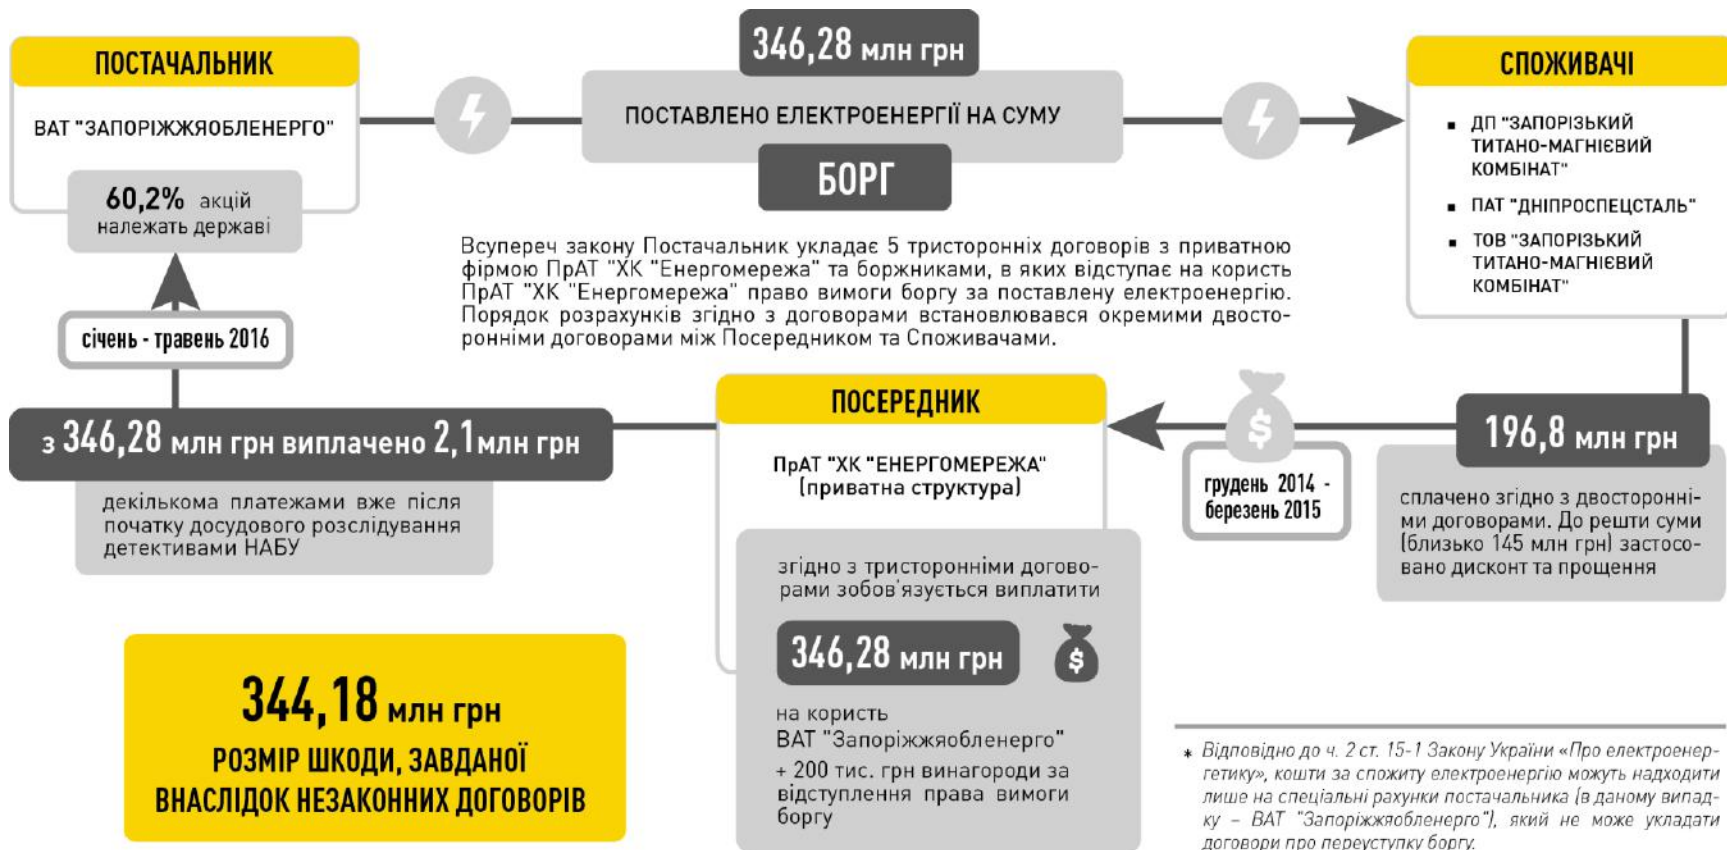 346,28 млн грн
ПОСТАЧАЛЬНИК
ВАТ "ЗАПОРІЖЖЯОБЛЕНЕРГО"
60,2% акцій
належать державі
ПОСТАВЛЕНО ЕЛЕКТРОЕНЕРГІЇ НА СУМУ
БОРГ
СПОЖИВАЧІ
▪ ДП "ЗАПОРІЗЬКИЙ
ТИТАНО-МАГНІЄВИЙ
КОМБІНАТ"
▪ ПАТ "ДНІПРОСПЕЦСТАЛЬ"
▪ ТОВ "ЗАПОРІЗЬКИЙ
ТИТАНО-МАГНІЄВИЙ
КОМБІНАТ"
Всупереч закону Постачальник укладає 5 тристоронніх договорів з приватною
фірмою ПрАТ "ХК "Енергомережа" та боржниками, в яких відступає на користь
ПрАТ "ХК "Енергомережа" право вимоги боргу за поставлену електроенергію.
Порядок розрахунків згідно з договорами встановлювався окремими двосто-
ронніми договорами між Посередником та Споживачами.
січень - травень 2016
з 346,28 млн грн виплачено 2,1млн грн
декількома платежами вже після
початку досудового розслідування
детективами НАБУ
ПОСЕРЕДНИК
ПрАТ "ХК "ЕНЕРГОМЕРЕЖА"
(приватна структура)
згідно з тристоронніми догово-
рами зобов'язується виплатити
346,28 млн грн
$
на користь
ВАТ "Запоріжжяобленерго"
+ 200 тис. грн винагороди за
відступлення права вимоги
боргу
$
грудень 2014 -
березень 2015
196,8 млн грн
сплачено згідно з двосторонні-
ми договорами. До решти суми
(близько 145 млн грн) застосо-
вано дисконт та прощення
344,18 млн грн
РОЗМІР ШКОДИ, ЗАВДАНОЇ
ВНАСЛІДОК НЕЗАКОННИХ ДОГОВОРІВ
* Відповідно до ч. 2 ст. 15-1 Закону України «Про електроенер-
гетику», кошти за спожиту електроенергію можуть надходити
лише на спеціальні рахунки постачальника (в даному випад-
ку – ВАТ "Запоріжжяобленерго"), який не може укладати
договори про переуступку боргу.